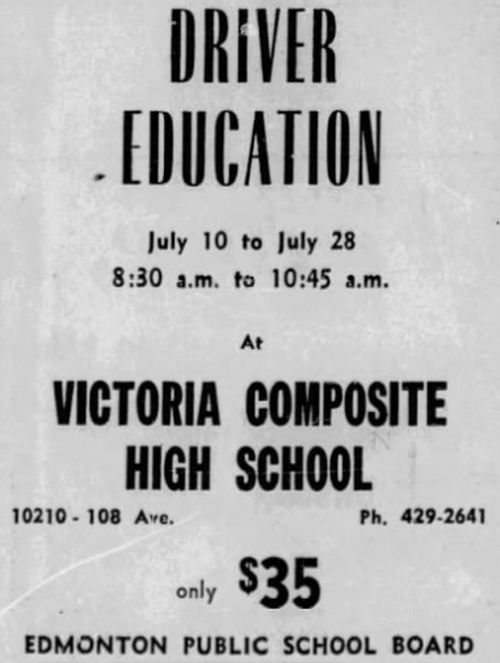 DRIVER
EDUCATION
July 10 to July 28
8:30 a.m. to 10:45 a.m.
At
VICTORIA COMPOSITE
HIGH SCHOOL
10210 - 108 Ave. Ph. 429-2641
only $35
EDMONTON PUBLIC SCHOOL BOARD